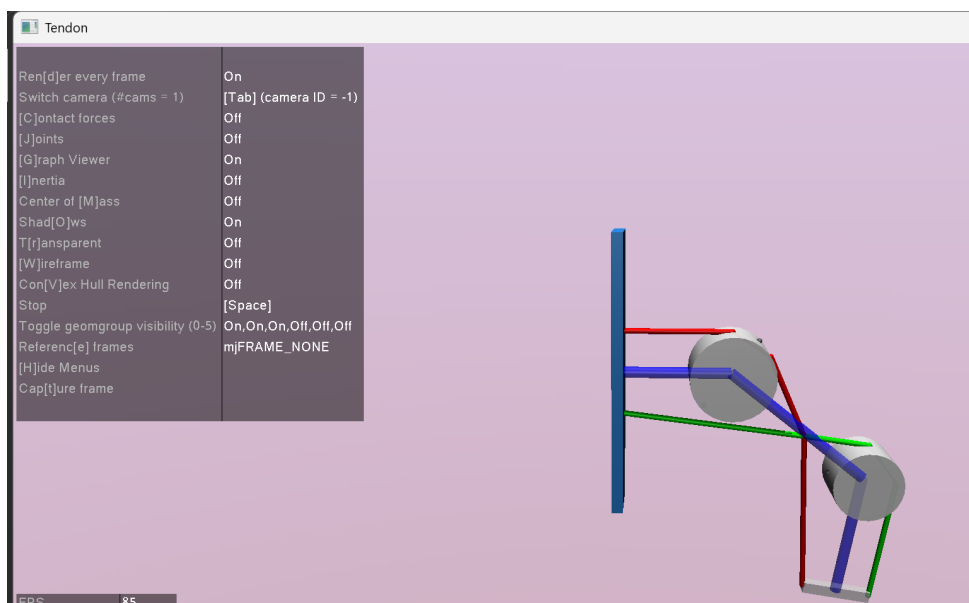 Tendon
Ren[d]er every frame On
Switch camera (#cams = 1) [Tab] (camera ID = -1)
[C]ontact forces Off
[J]oints Off
[G]raph Viewer On
[I]nertia Off
Center of [M]ass Off
Shad[O]ws On
T[r]ansparent Off
[W]ireframe Off
Con[V]ex Hull Rendering Off
Stop [Space]
Toggle geomgroup visibility (0-5) On,On,On,Off,Off,Off
Referenc[e] frames mjFRAME_NONE
[H]ide Menus
Cap[t]ure frame
FPS 85